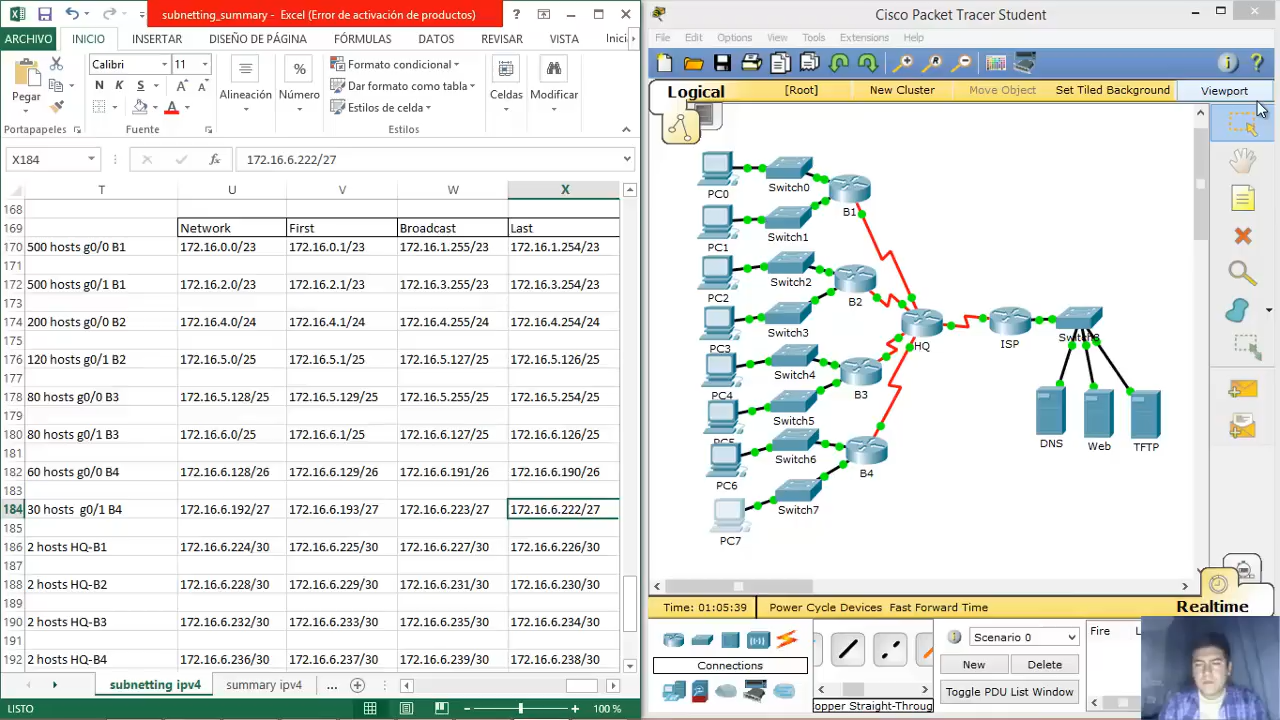 subnetting_summary - Excel (Error de activación de productos)
ARCHIVO INICIO INSERTAR DISEÑO DE PÁGINA FÓRMULAS DATOS REVISAR VISTA Inici
Pegar
Calibri 11
N K S
A A
Alineación
Número
Formato condicional
Dar formato como tabla
Estilos de celda
Celdas
Modificar
Portapapeles Fuente Estilos
X184 fx 172.16.6.222/27
T U V W X
168
169 Network First Broadcast Last
170 200 hosts g0/0 B1 172.16.0.0/23 172.16.0.1/23 172.16.1.255/23 172.16.1.254/23
171
172 500 hosts g0/1 B1 172.16.2.0/23 172.16.2.1/23 172.16.3.255/23 172.16.3.254/23
173
174 200 hosts g0/0 B2 172.16.4.0/24 172.16.4.1/24 172.16.4.255/24 172.16.4.254/24
175
176 120 hosts g0/1 B2 172.16.5.0/25 172.16.5.1/25 172.16.5.127/25 172.16.5.126/25
177
178 80 hosts g0/0 B3 172.16.5.128/25 172.16.5.129/25 172.16.5.255/25 172.16.5.254/25
179
180 80 hosts g0/1 B3 172.16.6.0/25 172.16.6.1/25 172.16.6.127/25 172.16.6.126/25
181
182 60 hosts g0/0 B4 172.16.6.128/26 172.16.6.129/26 172.16.6.191/26 172.16.6.190/26
183
184 30 hosts g0/1 B4 172.16.6.192/27 172.16.6.193/27 172.16.6.223/27 172.16.6.222/27
185
186 2 hosts HQ-B1 172.16.6.224/30 172.16.6.225/30 172.16.6.227/30 172.16.6.226/30
187
188 2 hosts HQ-B2 172.16.6.228/30 172.16.6.229/30 172.16.6.231/30 172.16.6.230/30
189
190 2 hosts HQ-B3 172.16.6.232/30 172.16.6.233/30 172.16.6.235/30 172.16.6.234/30
191
192 2 hosts HQ-B4 172.16.6.236/30 172.16.6.237/30 172.16.6.239/30 172.16.6.238/30
subnetting ipv4 summary ipv4 ...
LISTO 100 %
Cisco Packet Tracer Student
File Edit Options View Tools Extensions Help
Logical [Root] New Cluster Move Object Set Tiled Background Viewport
PC0 Switch0 B1
PC1 Switch1
PC2 Switch2 B2
PC3 Switch3
HQ ISP
PC4 Switch4 B3
PC5 Switch5
PC6 Switch6 B4
PC7 Switch7
DNS Web TFTP
Time: 01:05:39 Power Cycle Devices Fast Forward Time Realtime
Connections
Scenario 0
New Delete
Toggle PDU List Window
Fire L
opper Straight-Throug